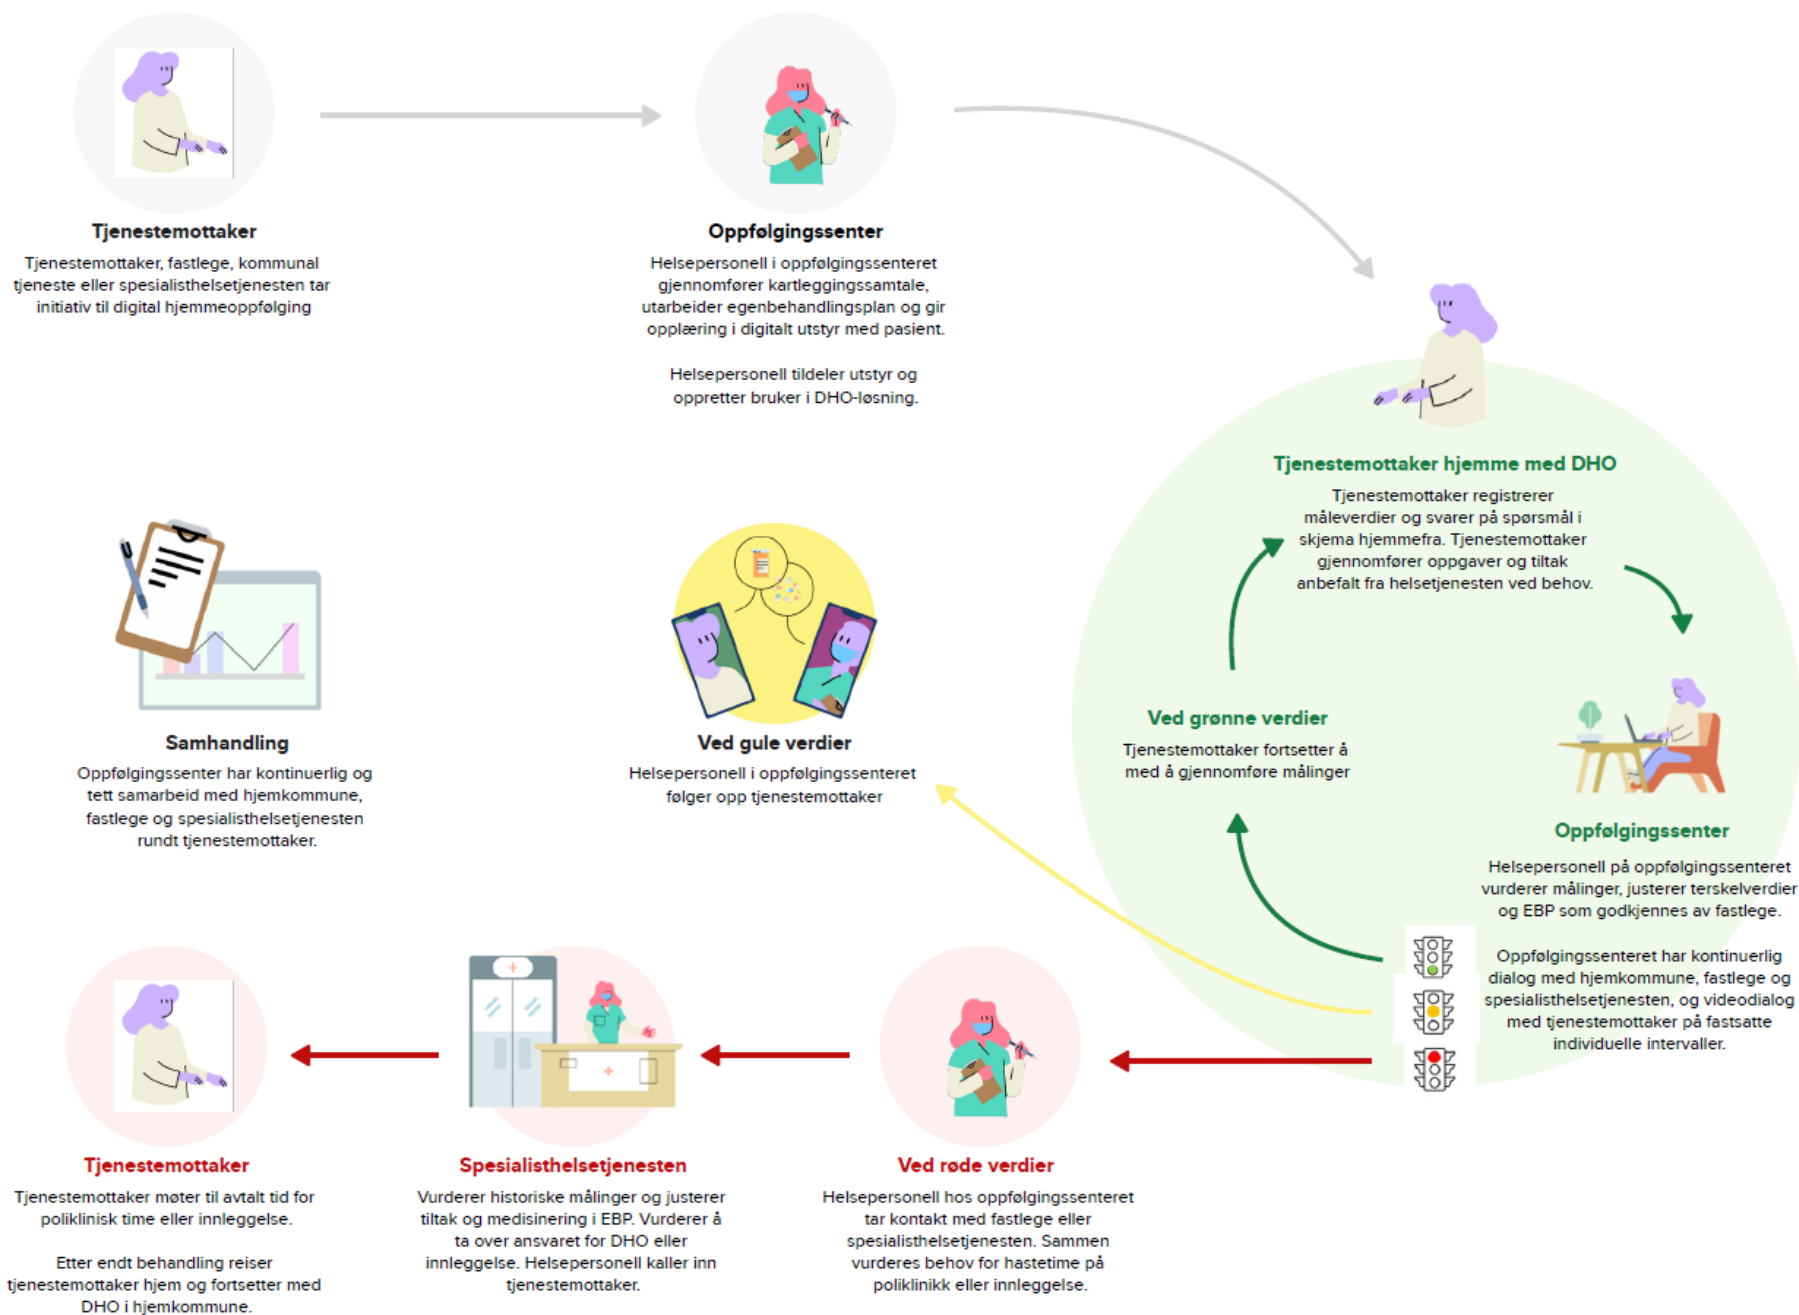 Tjenestemottaker
Tjenestemottaker, fastlege, kommunal
tjeneste eller spesialisthelsetjenesten tar
initiativ til digital hjemmeoppfølging
Oppfølgingssenter
Helsepersonell i oppfølgingssenteret
gjennomfører kartleggingssamtale,
utarbeider egenbehandlingsplan og gir
opplæring i digitalt utstyr med pasient.
Helsepersonell tildeler utstyr og
oppretter bruker i DHO-løsning.
Tjenestemottaker hjemme med DHO
Tjenestemottaker registrerer
måleverdier og svarer på spørsmål i
skjema hjemmefra. Tjenestemottaker
gjennomfører oppgaver og tiltak
anbefalt fra helsetjenesten ved behov.
Oppfølgingssenter
Helsepersonell på oppfølgingssenteret
vurderer målinger, justerer terskelverdier
og EBP som godkjennes av fastlege.
Oppfølgingssenteret har kontinuerlig
dialog med hjemkommune, fastlege og
spesialisthelsetjenesten, og videodialog
med tjenestemottaker på fastsatte
individuelle intervaller.
Ved grønne verdier
Tjenestemottaker fortsetter å
med å gjennomføre målinger
Ved gule verdier
Helsepersonell i oppfølgingssenteret
følger opp tjenestemottaker
Samhandling
Oppfølgingssenter har kontinuerlig og
tett samarbeid med hjemkommune,
fastlege og spesialisthelsetjenesten
rundt tjenestemottaker.
Ved røde verdier
Helsepersonell hos oppfølgingssenteret
tar kontakt med fastlege eller
spesialisthelsetjenesten. Sammen
vurderes behov for hastetime på
poliklinikk eller innleggelse.
Spesialisthelsetjenesten
Vurderer historiske målinger og justerer
tiltak og medisinering i EBP. Vurderer å
ta over ansvaret for DHO eller
innleggelse. Helsepersonell kaller inn
tjenestemottaker.
Tjenestemottaker
Tjenestemottaker møter til avtalt tid for
poliklinisk time eller innleggelse.
Etter endt behandling reiser
tjenestemottaker hjem og fortsetter med
DHO i hjemkommune.